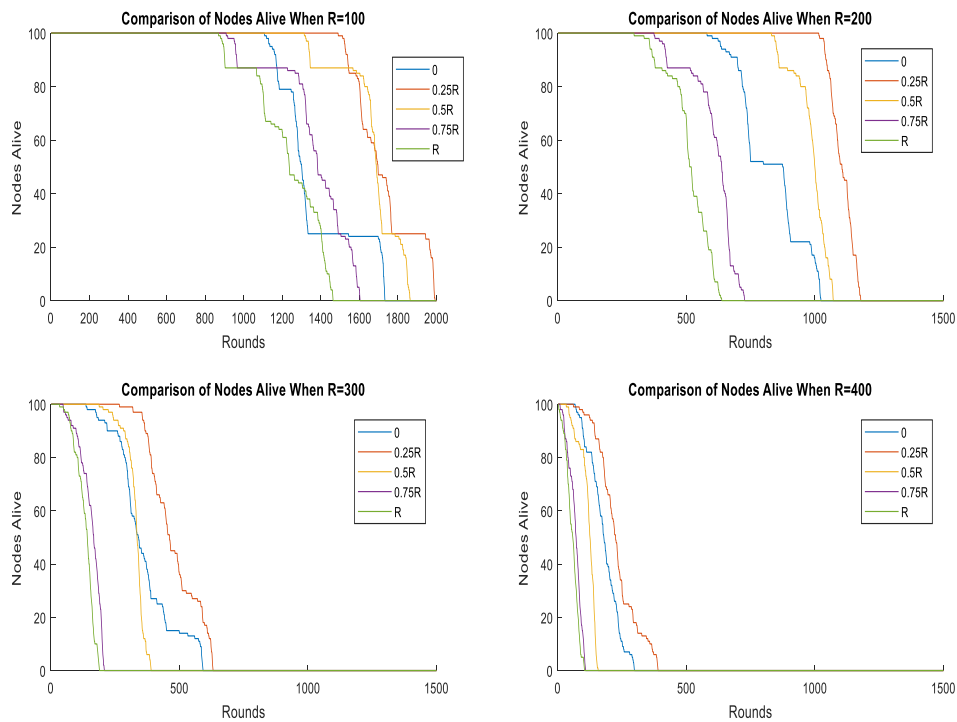 Comparison of Nodes Alive When R=100
100
80
60
40
20
0
Nodes Alive
0 200 400 600 800 1000 1200 1400 1600 1800 2000
Rounds
0
0.25R
0.5R
0.75R
R
Comparison of Nodes Alive When R=200
100
80
60
40
20
0
Nodes Alive
0 500 1000 1500
Rounds
0
0.25R
0.5R
0.75R
R
Comparison of Nodes Alive When R=300
100
80
60
40
20
0
Nodes Alive
0 500 1000 1500
Rounds
0
0.25R
0.5R
0.75R
R
Comparison of Nodes Alive When R=400
100
80
60
40
20
0
Nodes Alive
0 500 1000 1500
Rounds
0
0.25R
0.5R
0.75R
R